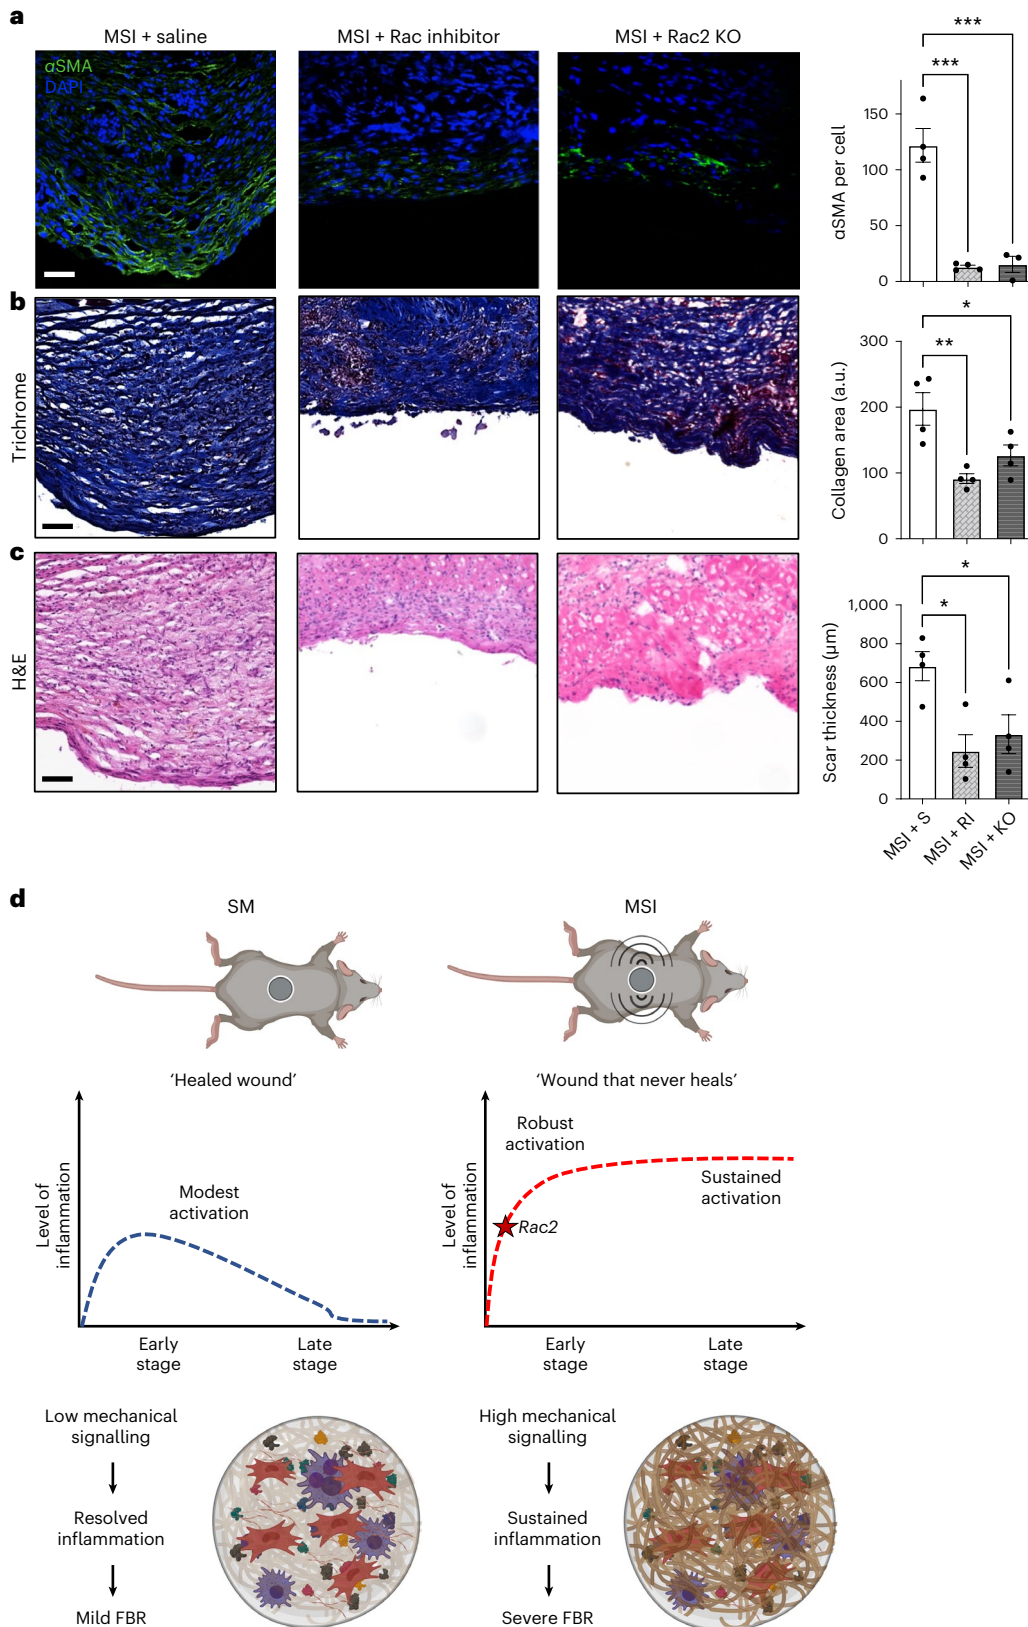 a
MSI + saline
MSI + Rac inhibitor
MSI + Rac2 KO
αSMA
DAPI
***
***
αSMA per cell
150
100
50
0
b
Trichrome
*
**
Collagen area (a.u.)
300
200
100
0
c
H&E
*
*
Scar thickness (µm)
1,000
800
600
400
200
0
MSI + S
MSI + RI
MSI + KO
d
SM
MSI
'Healed wound'
'Wound that never heals'
Level of
inflammation
Modest
activation
Early
stage
Late
stage
Level of
inflammation
Robust
activation
Sustained
activation
Rac2
Early
stage
Late
stage
Low mechanical
signalling
Resolved
inflammation
Mild FBR
High mechanical
signalling
Sustained
inflammation
Severe FBR